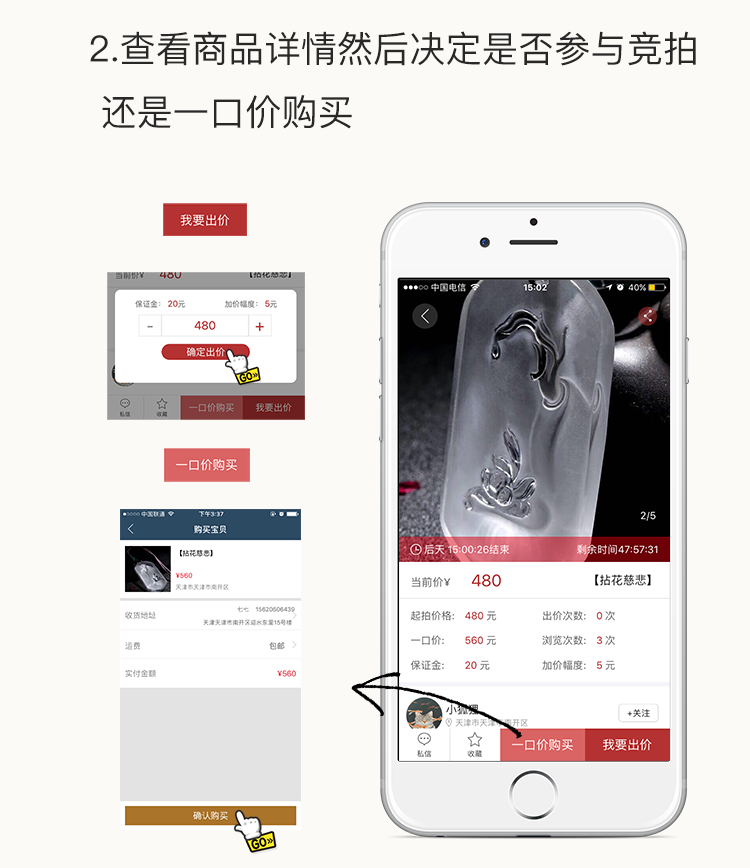 2.查看商品详情然后决定是否参与竞拍
还是一口价购买
我要出价
当前价¥ 480 【拈花慈悲】
保证金: 20元 加价幅度: 5元
- 480 +
确定出价
GO»
私信 收藏 一口价购买 我要出价
一口价购买
中国联通 下午3:37
购买宝贝
【拈花慈悲】
¥560
天津市天津市南开区
七七 15620606439
收货地址
天津天津市南开区迎水东里15号楼
运费 包邮
实付金额 ¥560
确认购买
GO»
中国电信 15:02 40%
2/5
后天 15:00:26结束 剩余时间47:57:31
当前价¥ 480 【拈花慈悲】
起拍价格: 480 元 出价次数: 0 次
一口价: 560 元 浏览次数: 3 次
保证金: 20 元 加价幅度: 5 元
小狐狸
+关注
天津市天津市南开区
私信 收藏 一口价购买 我要出价